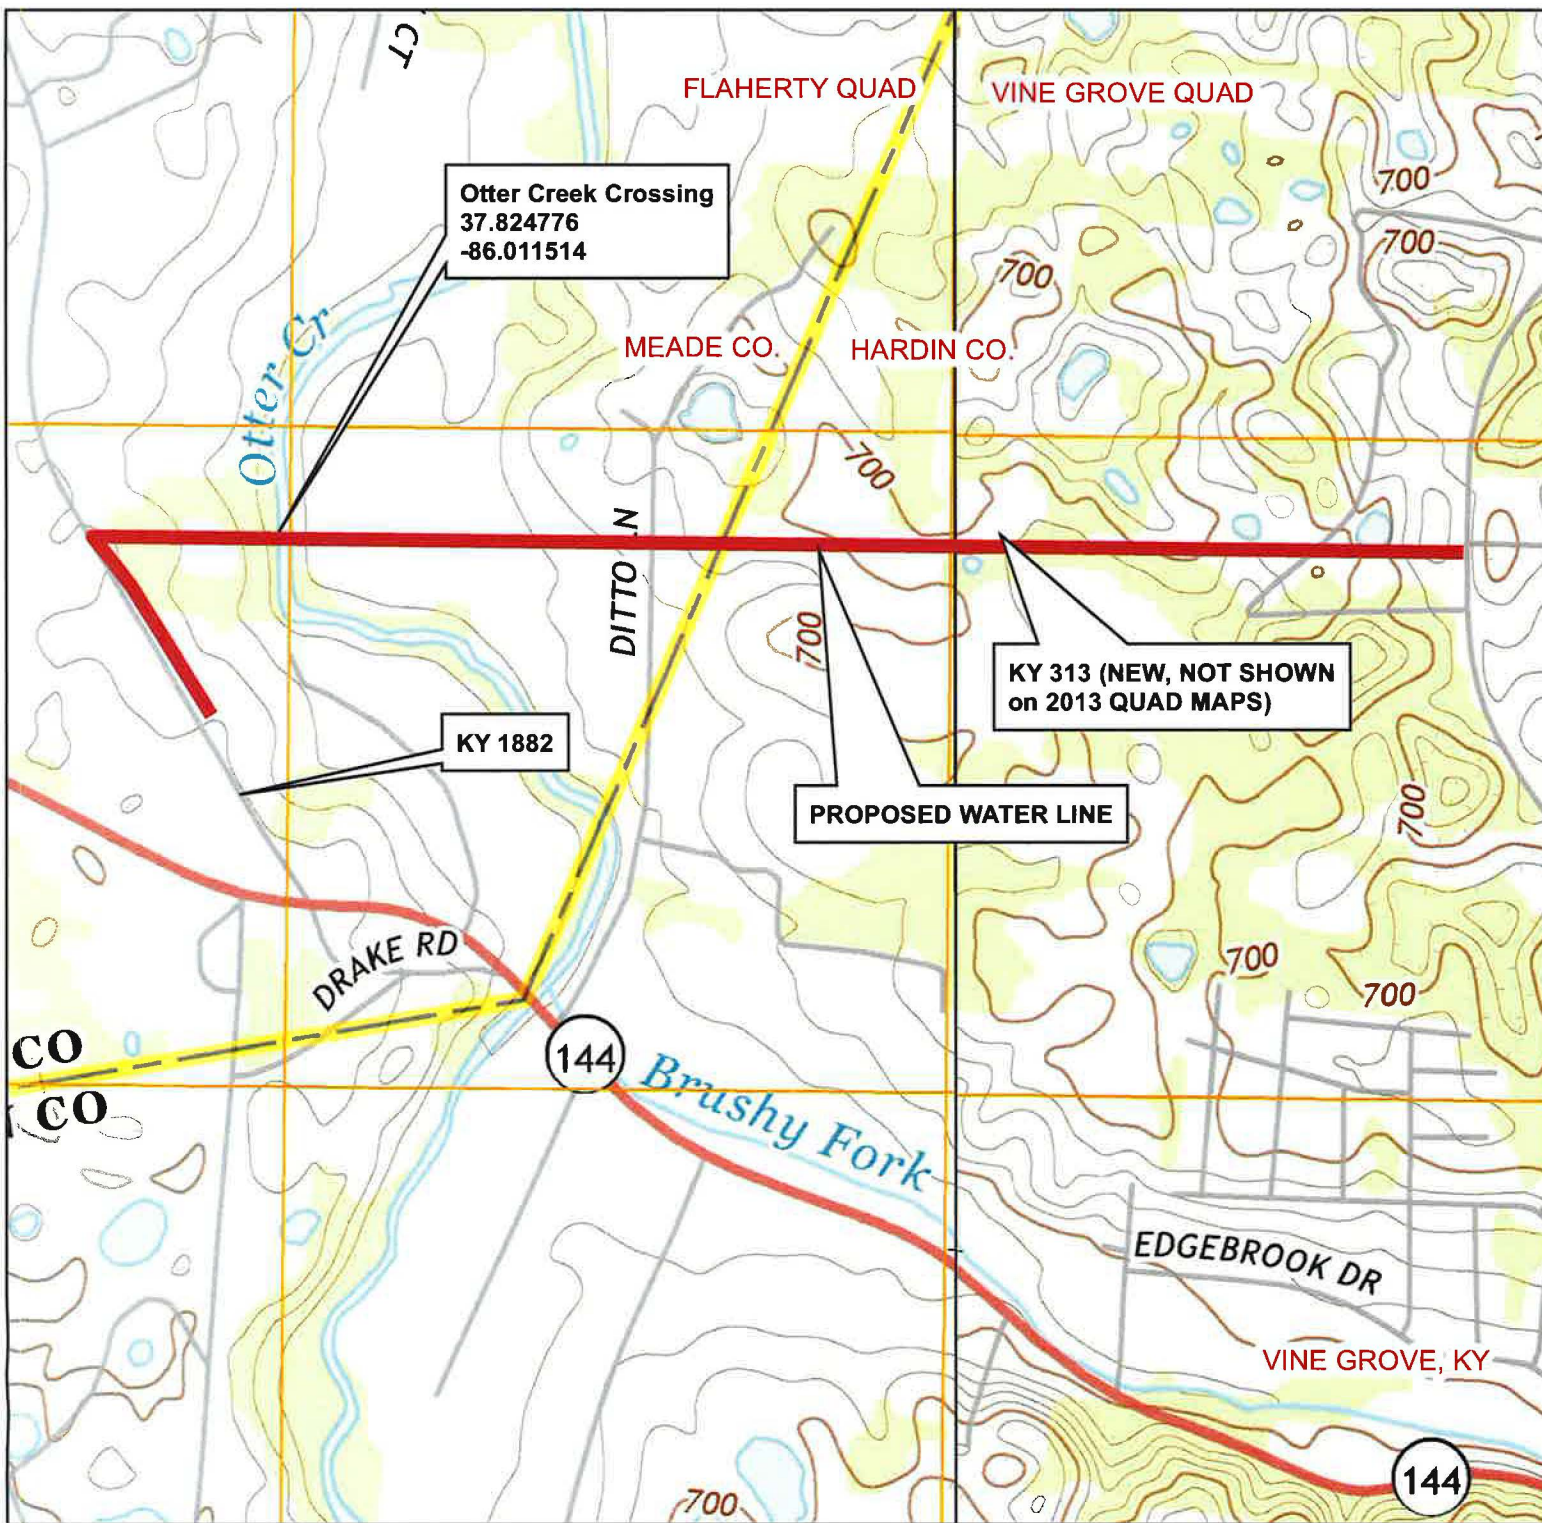 CT
FLAHERTY QUAD
VINE GROVE QUAD
Otter Creek Crossing
37.824776
-86.011514
700
700
700
Otter Cr
MEADE CO.
HARDIN CO.
700
DITTO LN
700
KY 313 (NEW, NOT SHOWN
on 2013 QUAD MAPS)
KY 1882
PROPOSED WATER LINE
700
DRAKE RD
700
700
CO
CO
144
Brushy Fork
EDGEBROOK DR
VINE GROVE, KY
144
700